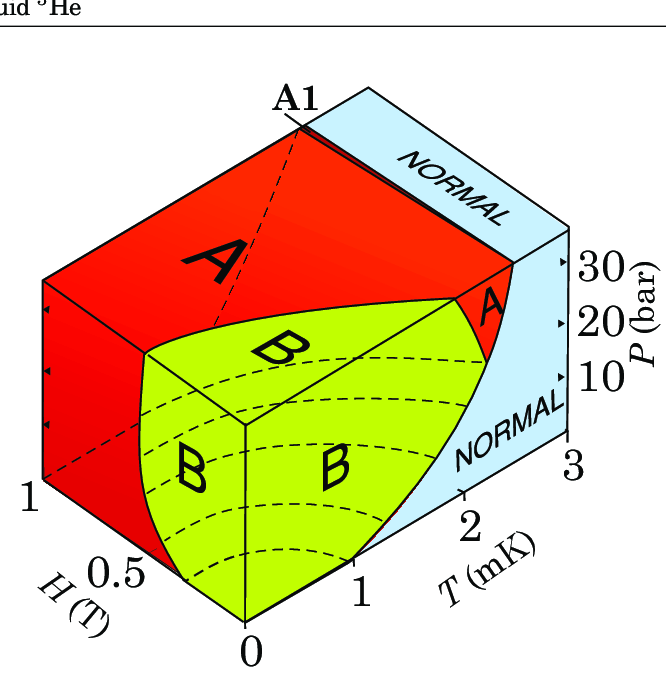 uid ³He
A1
NORMAL
A
A
B
30
20
10
P (bar)
B
B
NORMAL
1
0.5
H (T)
0
1
2
3
T (mK)